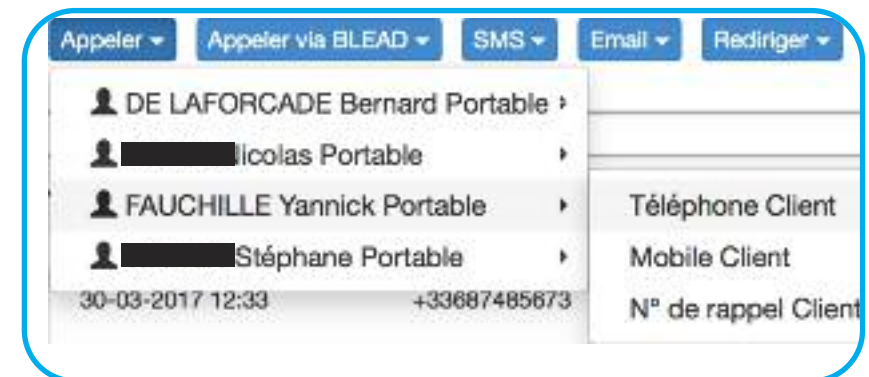 Appeler Appeler via BLEAD SMS Email Rediriger
DE LAFORCADE Bernard Portable
licolas Portable
FAUCHILLE Yannick Portable
Téléphone Client
Stéphane Portable
Mobile Client
30-03-2017 12:33 +33687485673
N° de rappel Client